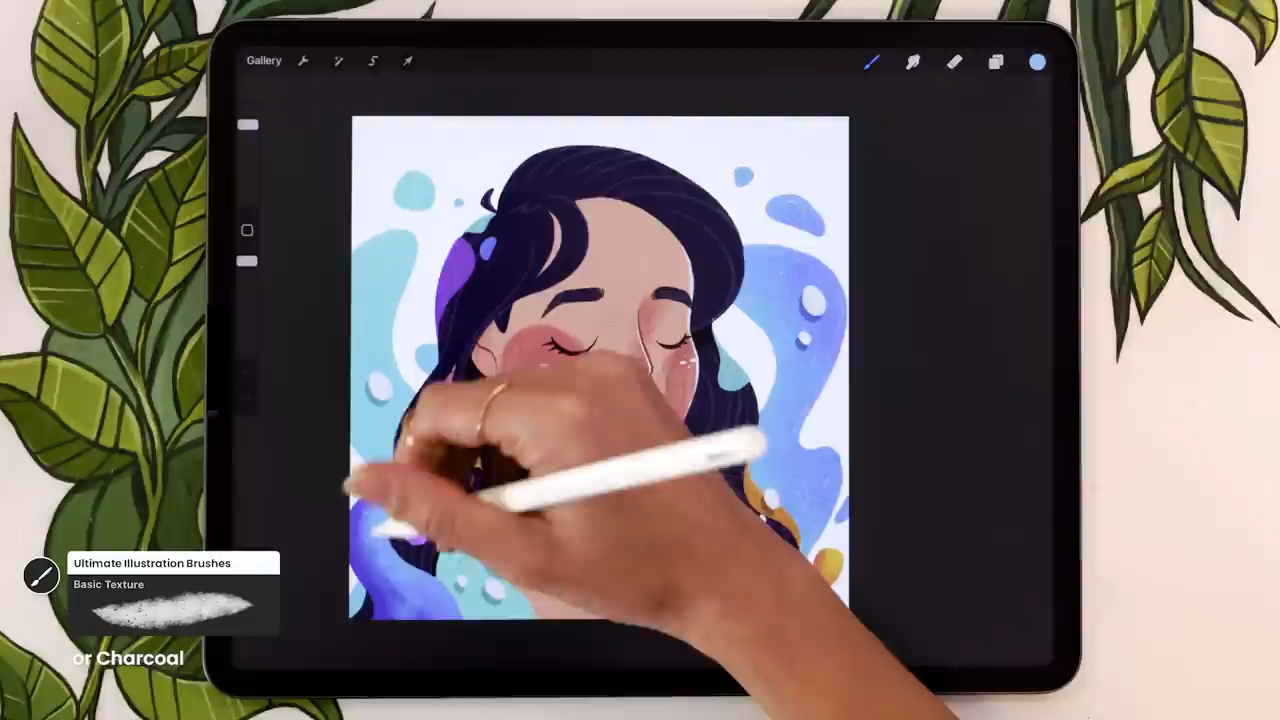 Gallery
Ultimate Illustration Brushes
Basic Texture
or Charcoal